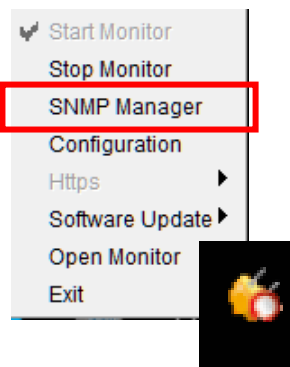 Start Monitor
Stop Monitor
SNMP Manager
Configuration
Https
Software Update
Open Monitor
Exit